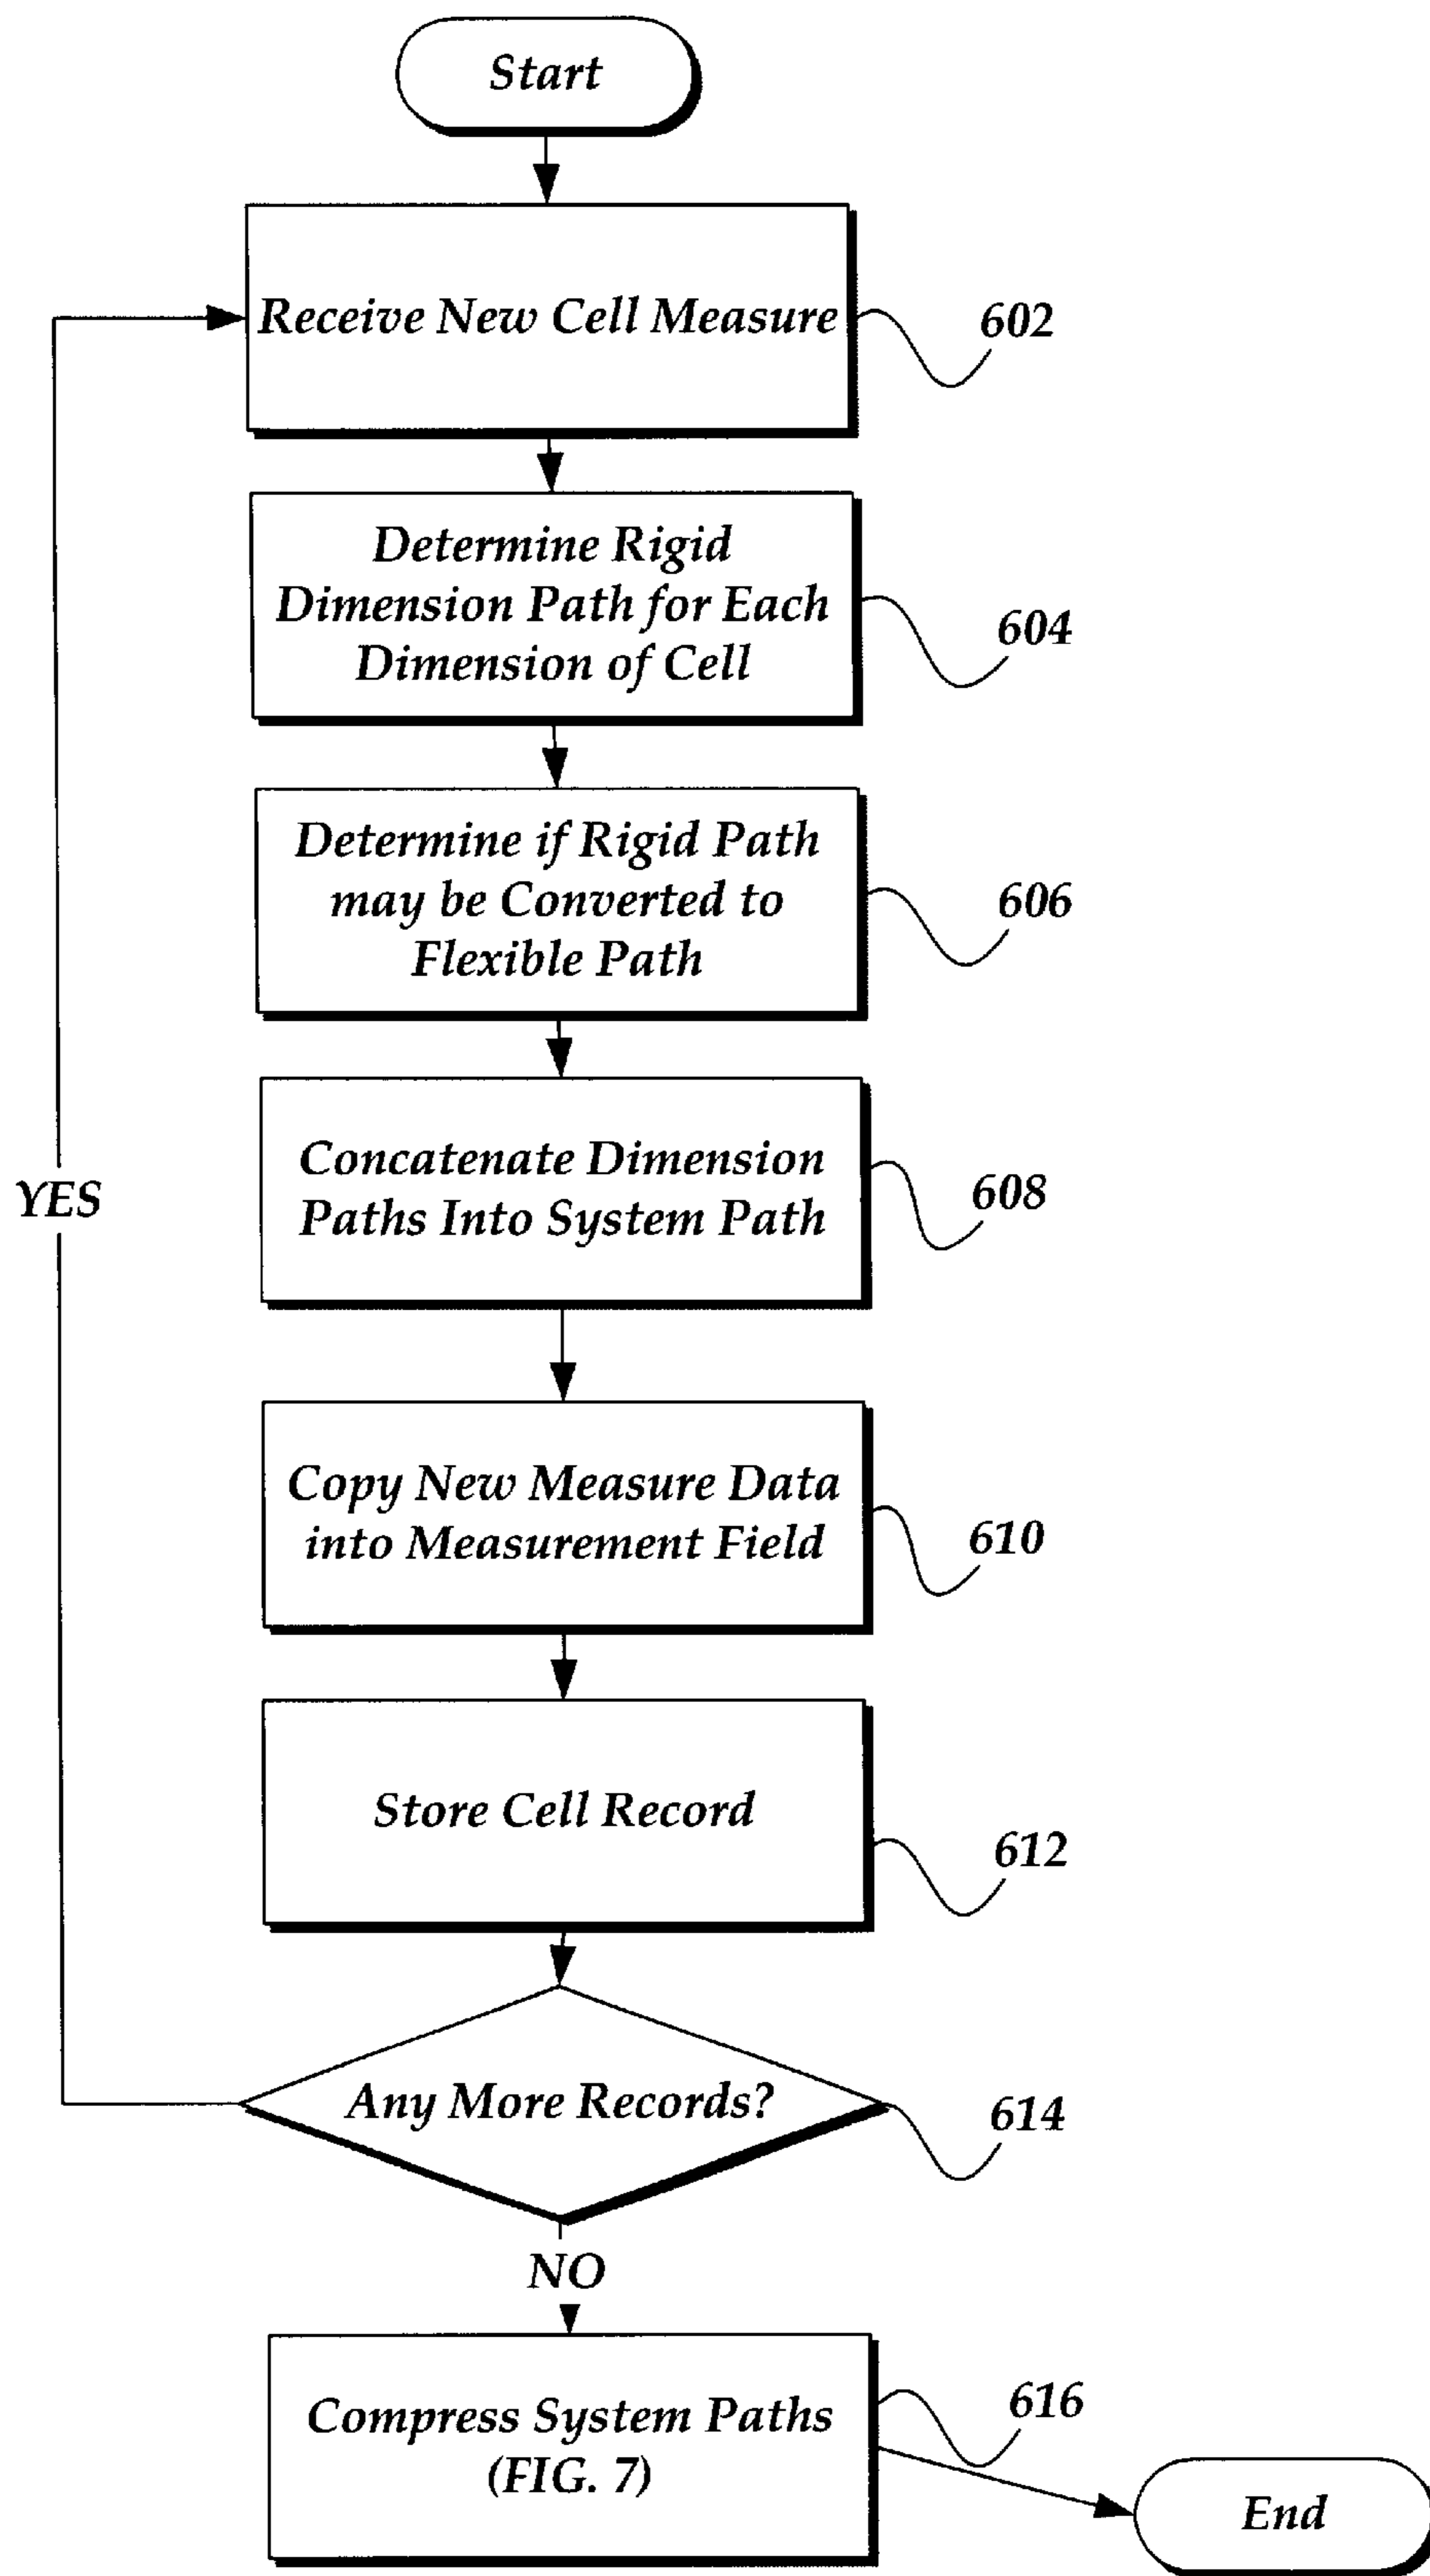 Start
Receive New Cell Measure
602
Determine Rigid
Dimension Path for Each
Dimension of Cell
604
Determine if Rigid Path
may be Converted to
Flexible Path
606
Concatenate Dimension
Paths Into System Path
608
YES
Copy New Measure Data
into Measurement Field
610
Store Cell Record
612
Any More Records?
614
NO
Compress System Paths
(FIG. 7)
616
End